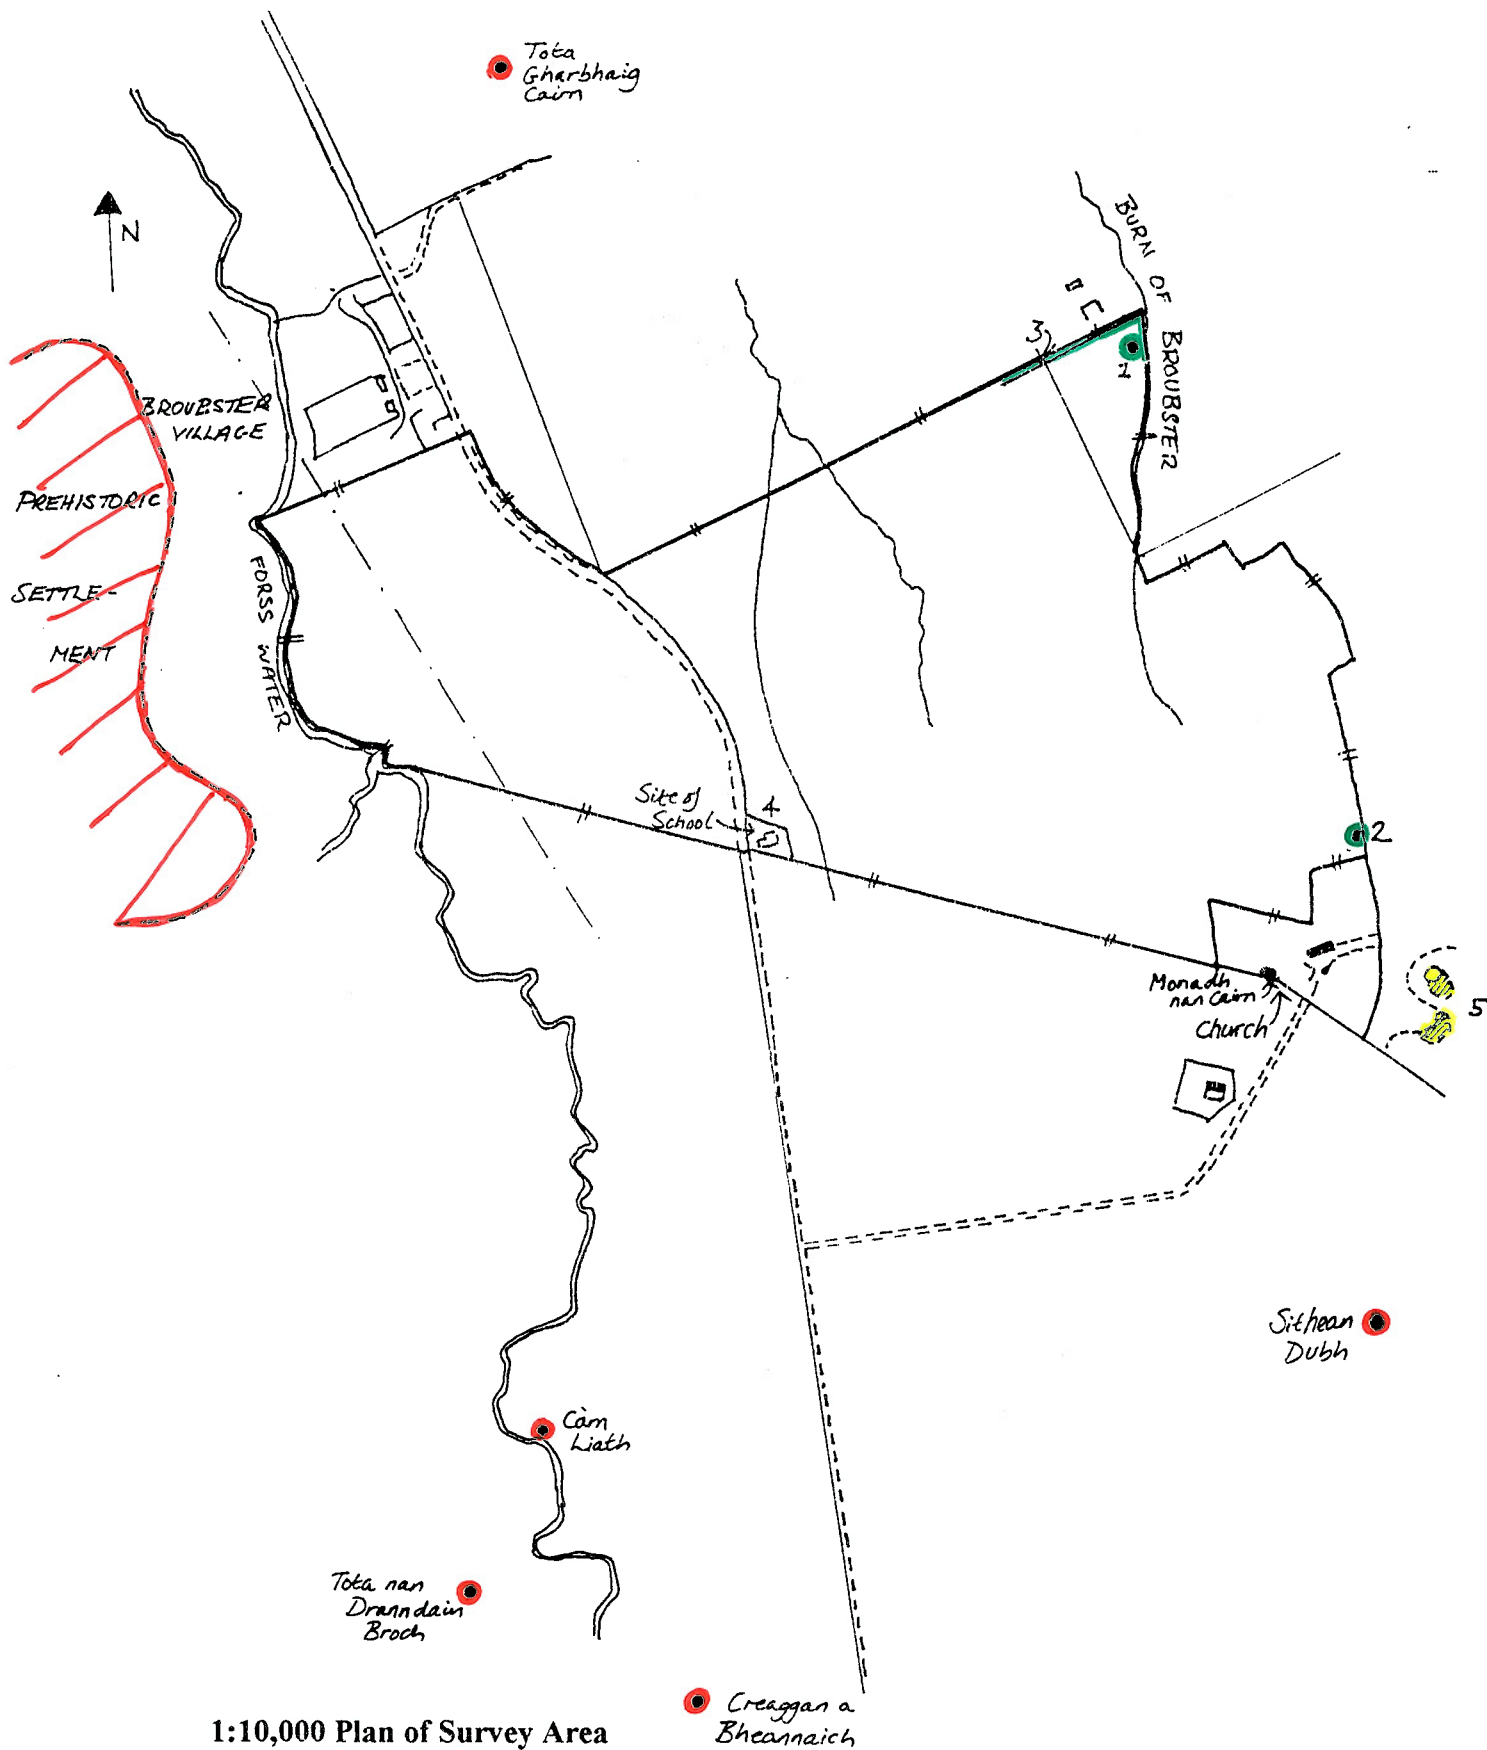 Tota
Gharbhaig
Cairn
N
BURN OF BROUBSTER
3
1
BROUBSTER
VILLAGE
PREHISTORIC
SETTLE-
MENT
FORSS WATER
Site of
School
4
2
Monadh
nan Cairn
Church
5
Sithean
Dubh
Càrn
Liath
Tota nan
Dranndain
Broch
Creaggan a
Bheannaich
1:10,000 Plan of Survey Area